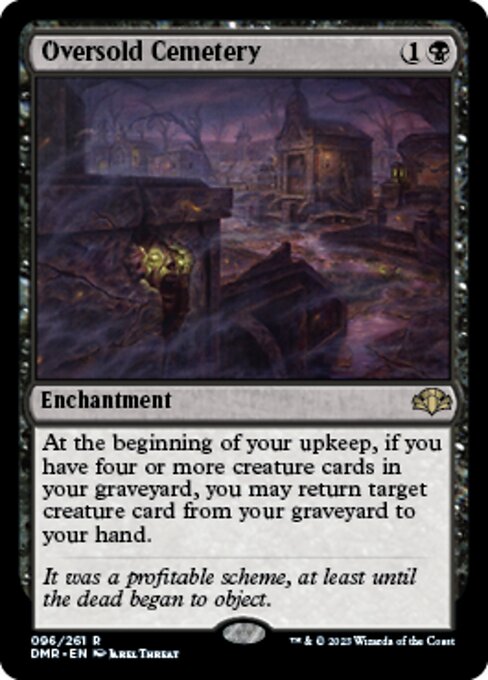 Oversold Cemetery 1
Enchantment
At the beginning of your upkeep, if you
have four or more creature cards in
your graveyard, you may return target
creature card from your graveyard to
your hand.
It was a profitable scheme, at least until
the dead began to object.
096/261 R
DMR • EN
™ & © 2023 Wizards of the Coast